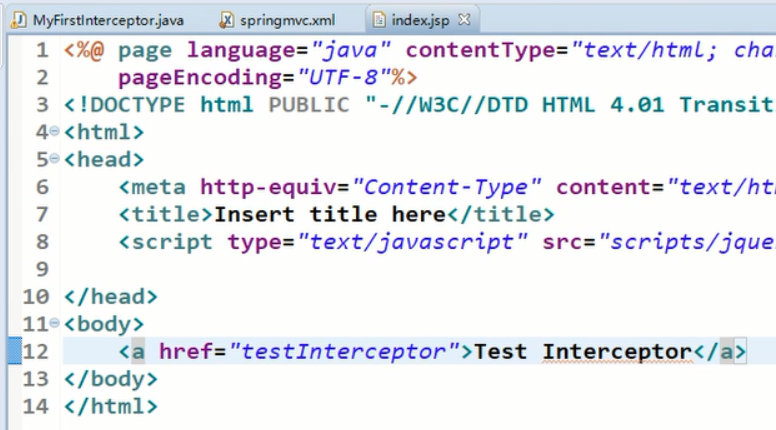 MyFirstInterceptor.java springmvc.xml index.jsp
1 <%@ page language="java" contentType="text/html; cha
2 pageEncoding="UTF-8"%>
3 <!DOCTYPE html PUBLIC "-//W3C//DTD HTML 4.01 Transit
4 <html>
5 <head>
6 <meta http-equiv="Content-Type" content="text/ht
7 <title>Insert title here</title>
8 <script type="text/javascript" src="scripts/jque
9
10 </head>
11 <body>
12 <a href="testInterceptor">Test Interceptor</a>
13 </body>
14 </html>